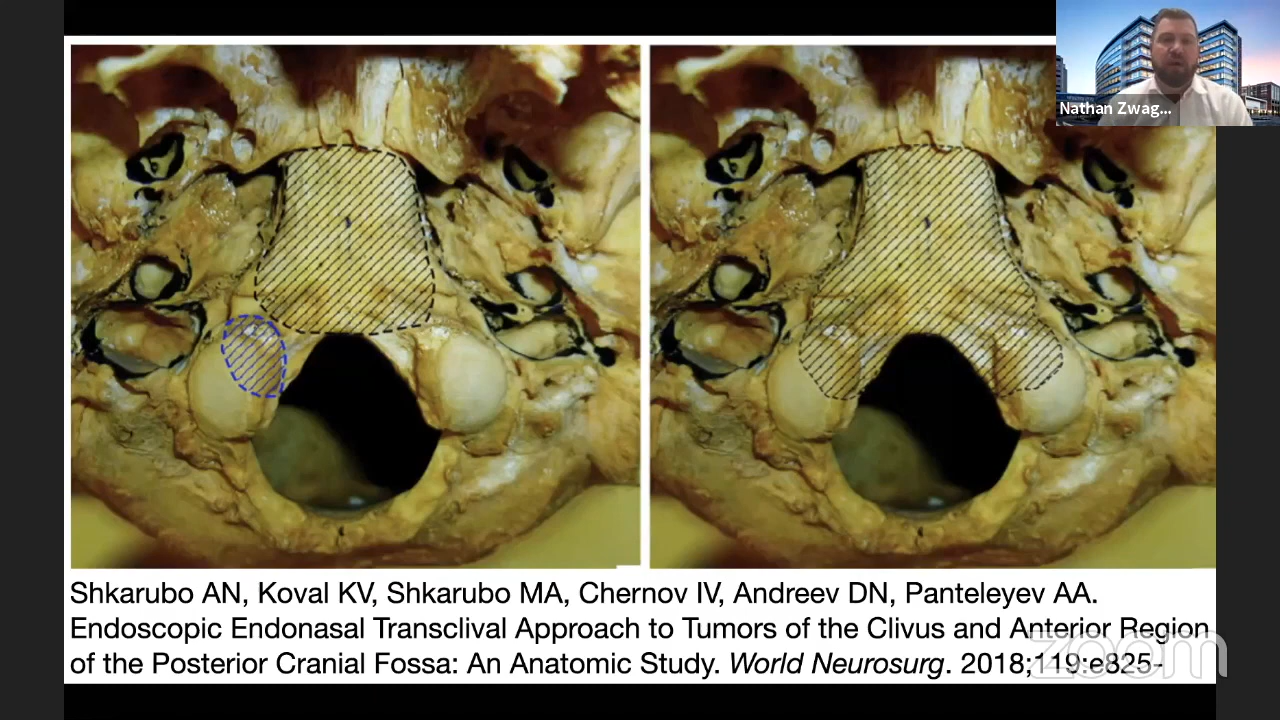 Nathan Zwag...
Shkarubo AN, Koval KV, Shkarubo MA, Chernov IV, Andreev DN, Panteleyev AA.
Endoscopic Endonasal Transclival Approach to Tumors of the Clivus and Anterior Region
of the Posterior Cranial Fossa: An Anatomic Study. World Neurosurg. 2018;119:e825-
zoom